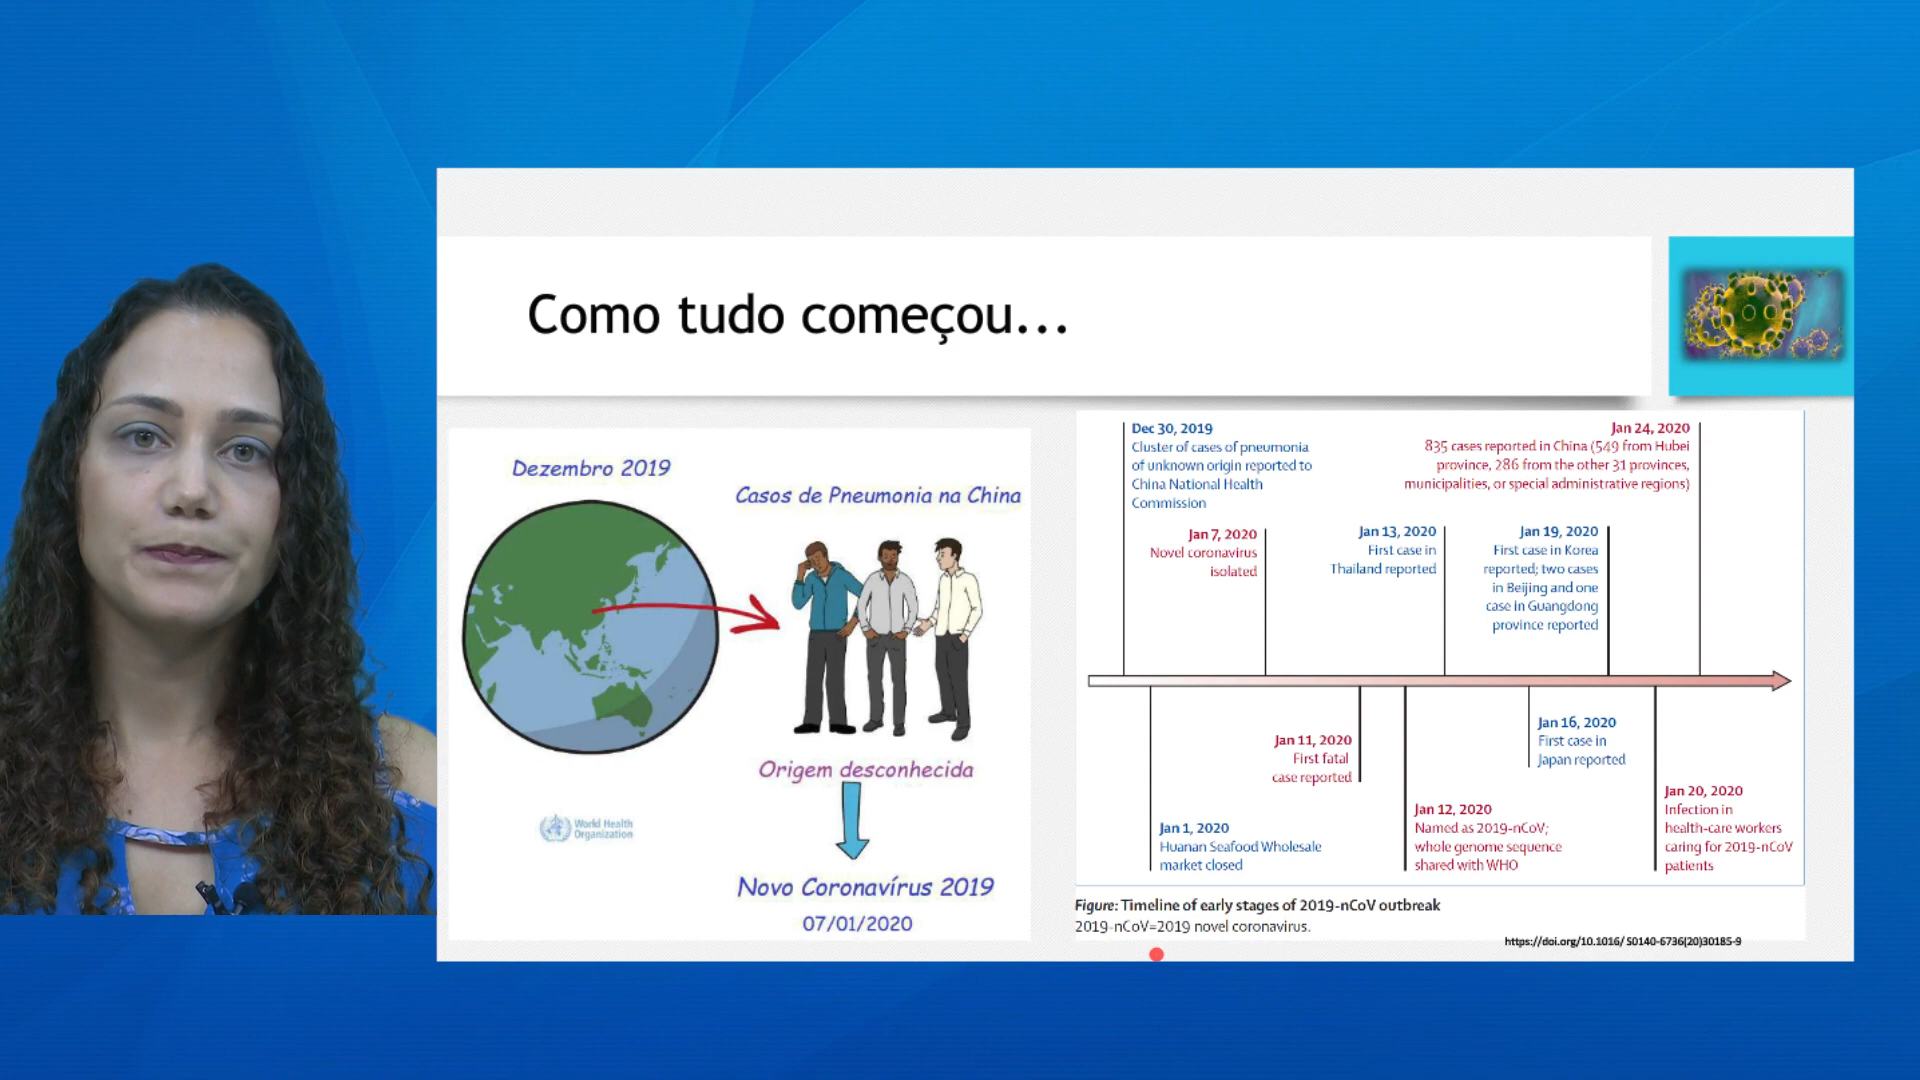 Como tudo começou...
Dezembro 2019
Casos de Pneumonia na China
Origem desconhecida
World Health
Organization
Novo Coronavírus 2019
07/01/2020
Dec 30, 2019
Cluster of cases of pneumonia
of unknown origin reported to
China National Health
Commission
Jan 24, 2020
835 cases reported in China (549 from Hubei
province, 286 from the other 31 provinces,
municipalities, or special administrative regions)
Jan 7, 2020
Novel coronavirus
isolated
Jan 13, 2020
First case in
Thailand reported
Jan 19, 2020
First case in Korea
reported; two cases
in Beijing and one
case in Guangdong
province reported
Jan 11, 2020
First fatal
case reported
Jan 16, 2020
First case in
Japan reported
Jan 1, 2020
Huanan Seafood Wholesale
market closed
Jan 12, 2020
Named as 2019-nCoV;
whole genome sequence
shared with WHO
Jan 20, 2020
Infection in
health-care workers
caring for 2019-nCoV
patients
Figure: Timeline of early stages of 2019-nCoV outbreak
2019-nCoV=2019 novel coronavirus.
https://doi.org/10.1016/ S0140-6736(20)30185-9